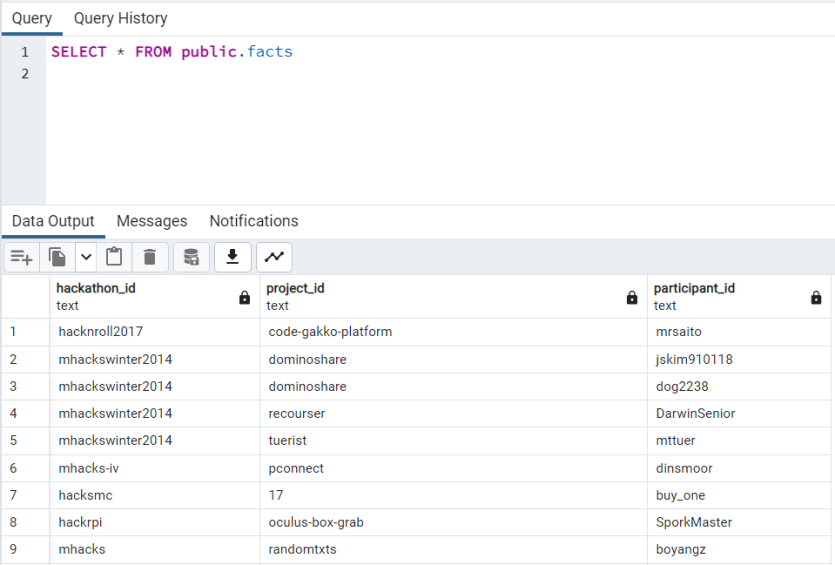 Query Query History
1 SELECT * FROM public.facts
2
Data Output Messages Notifications
hackathon_id project_id participant_id
text text text
1 hacknroll2017 code-gakko-platform mrsaito
2 mhackswinter2014 dominoshare jskim910118
3 mhackswinter2014 dominoshare dog2238
4 mhackswinter2014 recourser DarwinSenior
5 mhackswinter2014 tuerist mttuer
6 mhacks-iv pconnect dinsmoor
7 hacksmc 17 buy_one
8 hackrpi oculus-box-grab SporkMaster
9 mhacks randomtxts boyangz